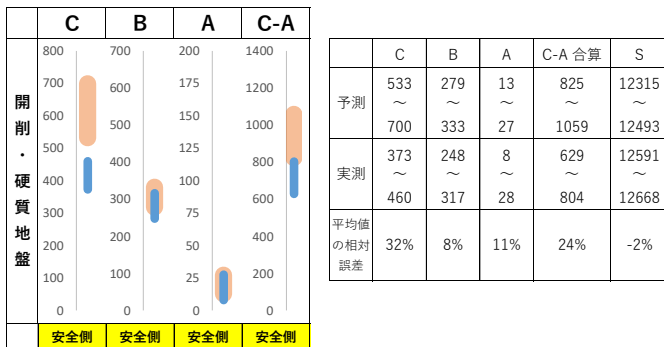 C B A C-A
開削・硬質地盤
800 700 200 1400
700 600 175 1200
600 500 150 1000
500 400 125 800
400 300 100 600
300 200 75 400
200 100 50 200
100 0 25 0
0 0
安全側 安全側 安全側 安全側
C B A C-A 合算 S
予測
533 279 13 825 12315
～ ～ ～ ～ ～
700 333 27 1059 12493
実測
373 248 8 629 12591
～ ～ ～ ～ ～
460 317 28 804 12668
平均値
の相対
誤差
32% 8% 11% 24% -2%